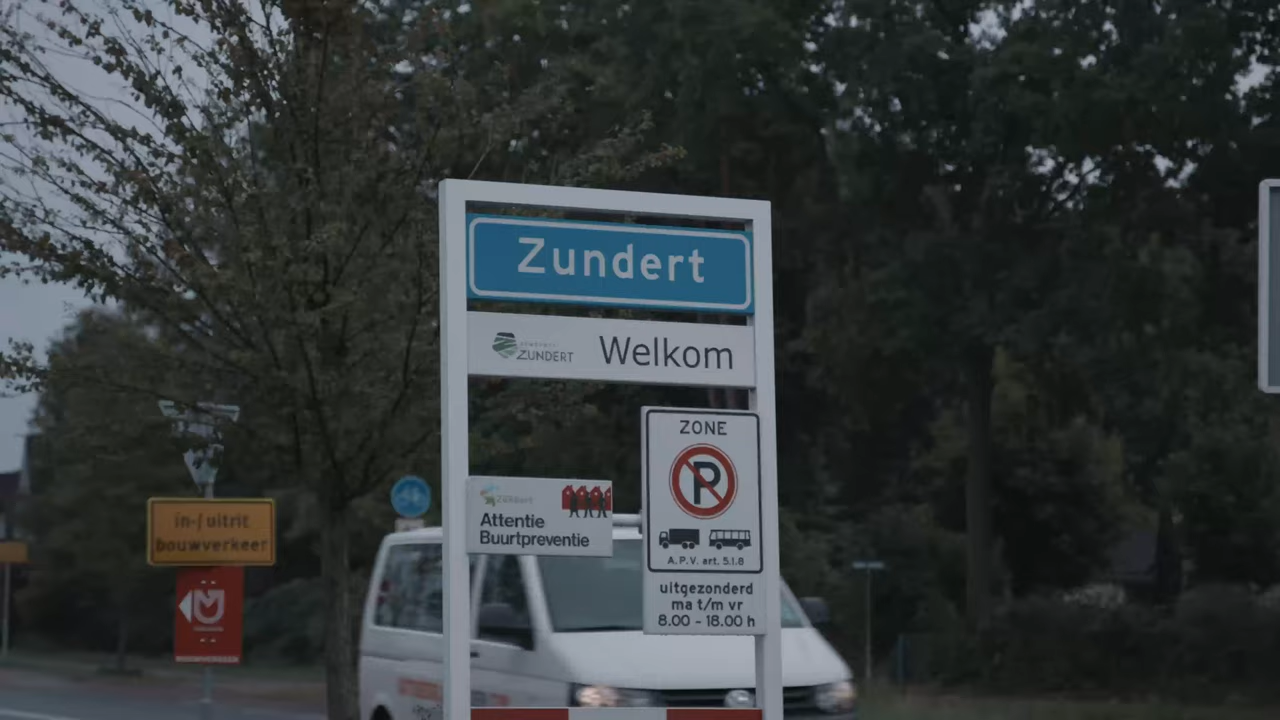 Zundert
GEMEENTE
ZUNDERT
Welkom
ZONE
P
A.P.V. art. 5.1.8
uitgezonderd
ma t/m vr
8.00 - 18.00 h
Zundert
Attentie
Buurtpreventie
in-/uitrit
bouwverkeer